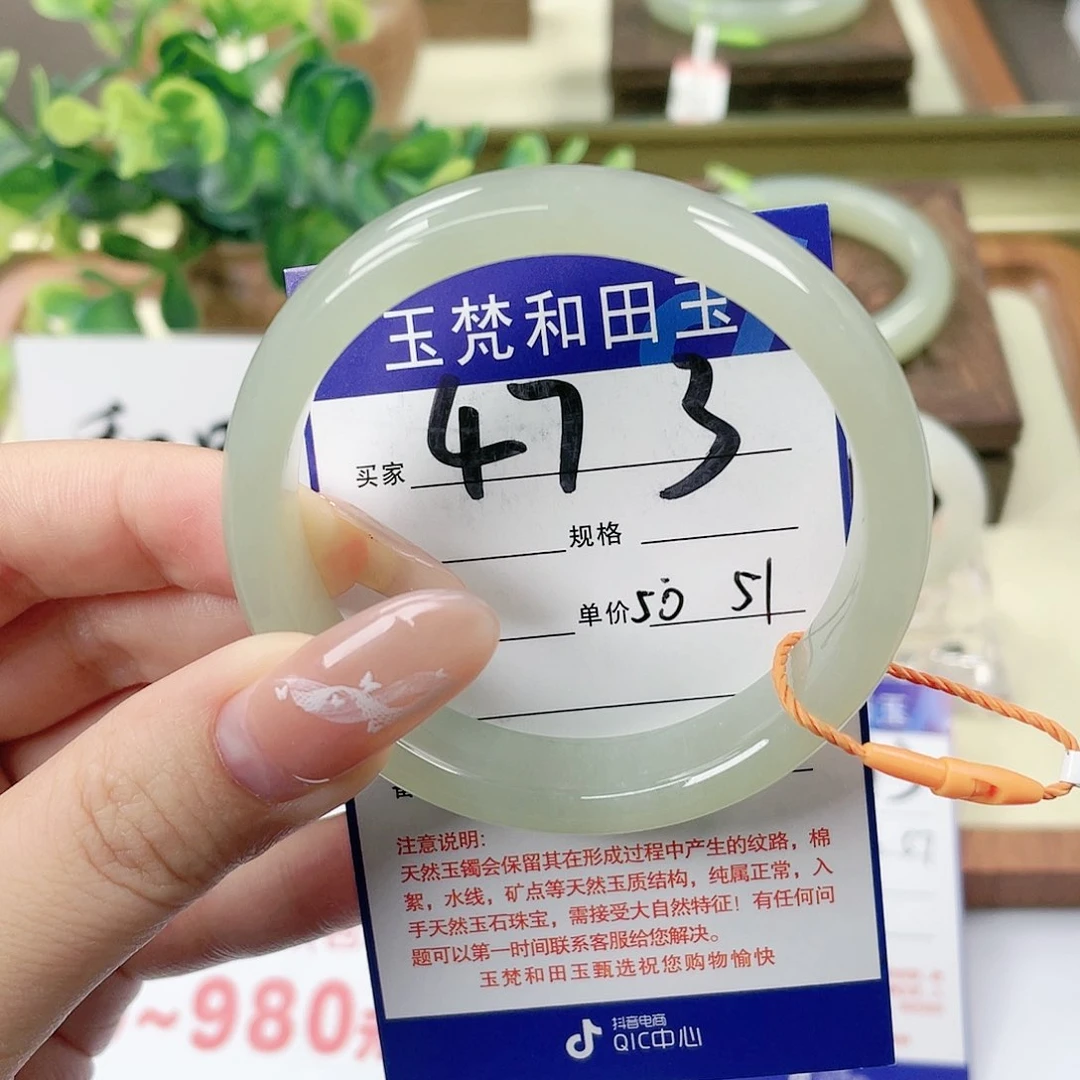 玉梵和田玉
买家 47 3
规格
单价 50 51
注意说明:
天然玉镯会保留其在形成过程中产生的纹路，棉
絮，水线，矿点等天然玉质结构，纯属正常，入
手天然玉石珠宝，需接受大自然特征！有任何问
题可以第一时间联系客服给您解决。
玉梵和田玉甄选祝您购物愉快
抖音电商
QIC中心
~980